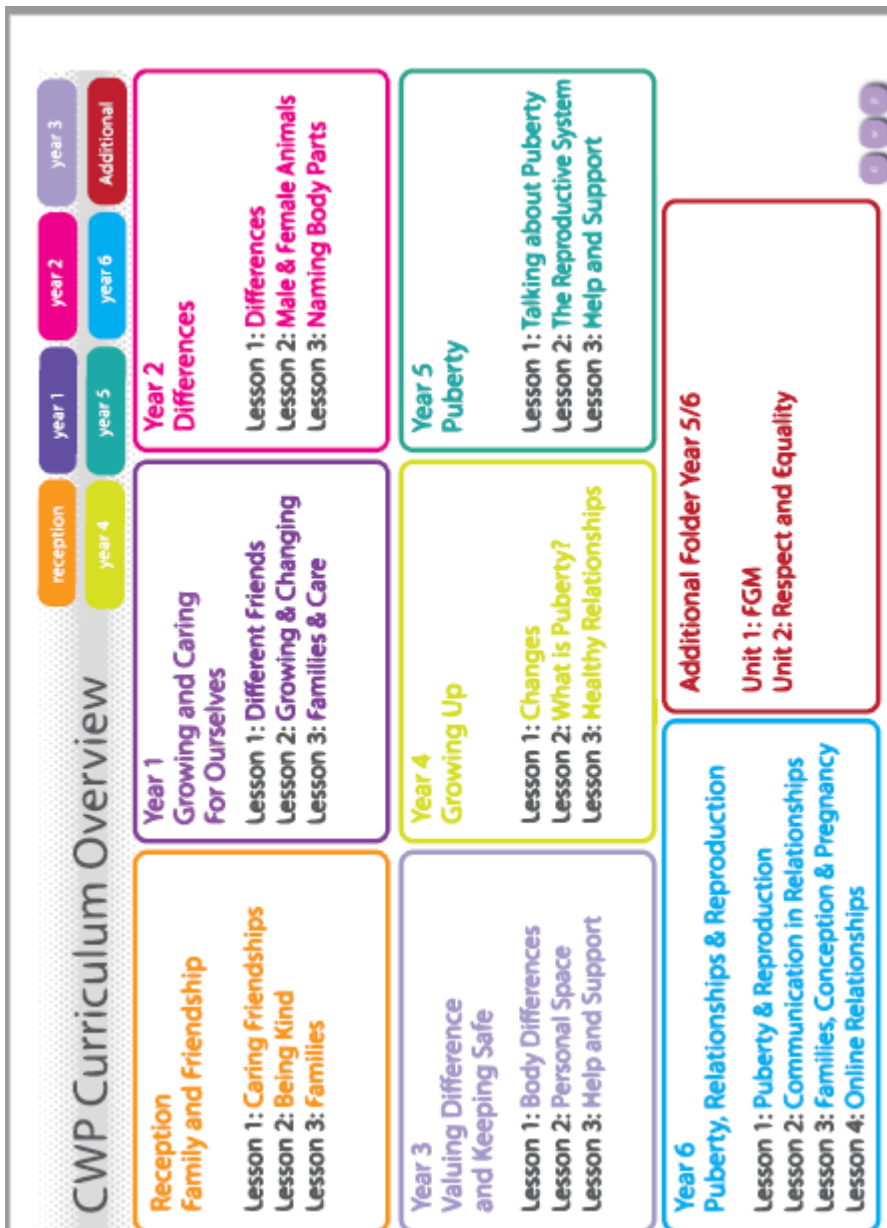 CWP Curriculum Overview
reception
year 1
year 2
year 3
year 4
year 5
year 6
Additional
Reception
Family and Friendship
Lesson 1: Caring Friendships
Lesson 2: Being Kind
Lesson 3: Families
Year 1
Growing and Caring
For Ourselves
Lesson 1: Different Friends
Lesson 2: Growing & Changing
Lesson 3: Families & Care
Year 2
Differences
Lesson 1: Differences
Lesson 2: Male & Female Animals
Lesson 3: Naming Body Parts
Year 3
Valuing Difference
and Keeping Safe
Lesson 1: Body Differences
Lesson 2: Personal Space
Lesson 3: Help and Support
Year 4
Growing Up
Lesson 1: Changes
Lesson 2: What is Puberty?
Lesson 3: Healthy Relationships
Year 5
Puberty
Lesson 1: Talking about Puberty
Lesson 2: The Reproductive System
Lesson 3: Help and Support
Year 6
Puberty, Relationships & Reproduction
Lesson 1: Puberty & Reproduction
Lesson 2: Communication in Relationships
Lesson 3: Families, Conception & Pregnancy
Lesson 4: Online Relationships
Additional Folder Year 5/6
Unit 1: FGM
Unit 2: Respect and Equality